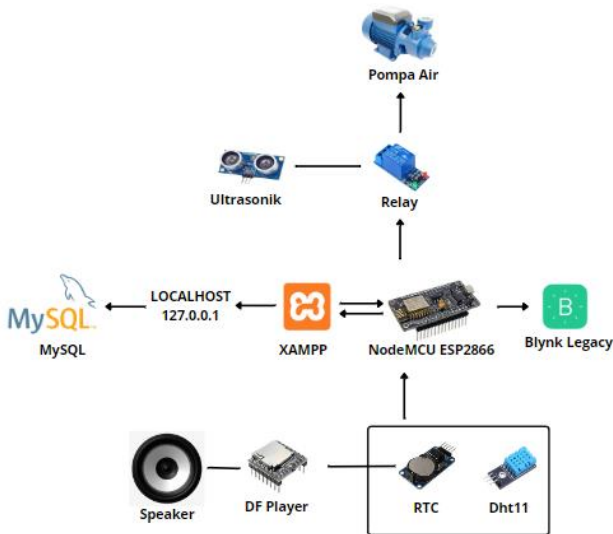 Pompa Air
Ultrasonik
Relay
MySQL
LOCALHOST
127.0.0.1
MySQL
XAMPP
NodeMCU ESP2866
B
Blynk Legacy
Speaker
DF Player
RTC
Dht11